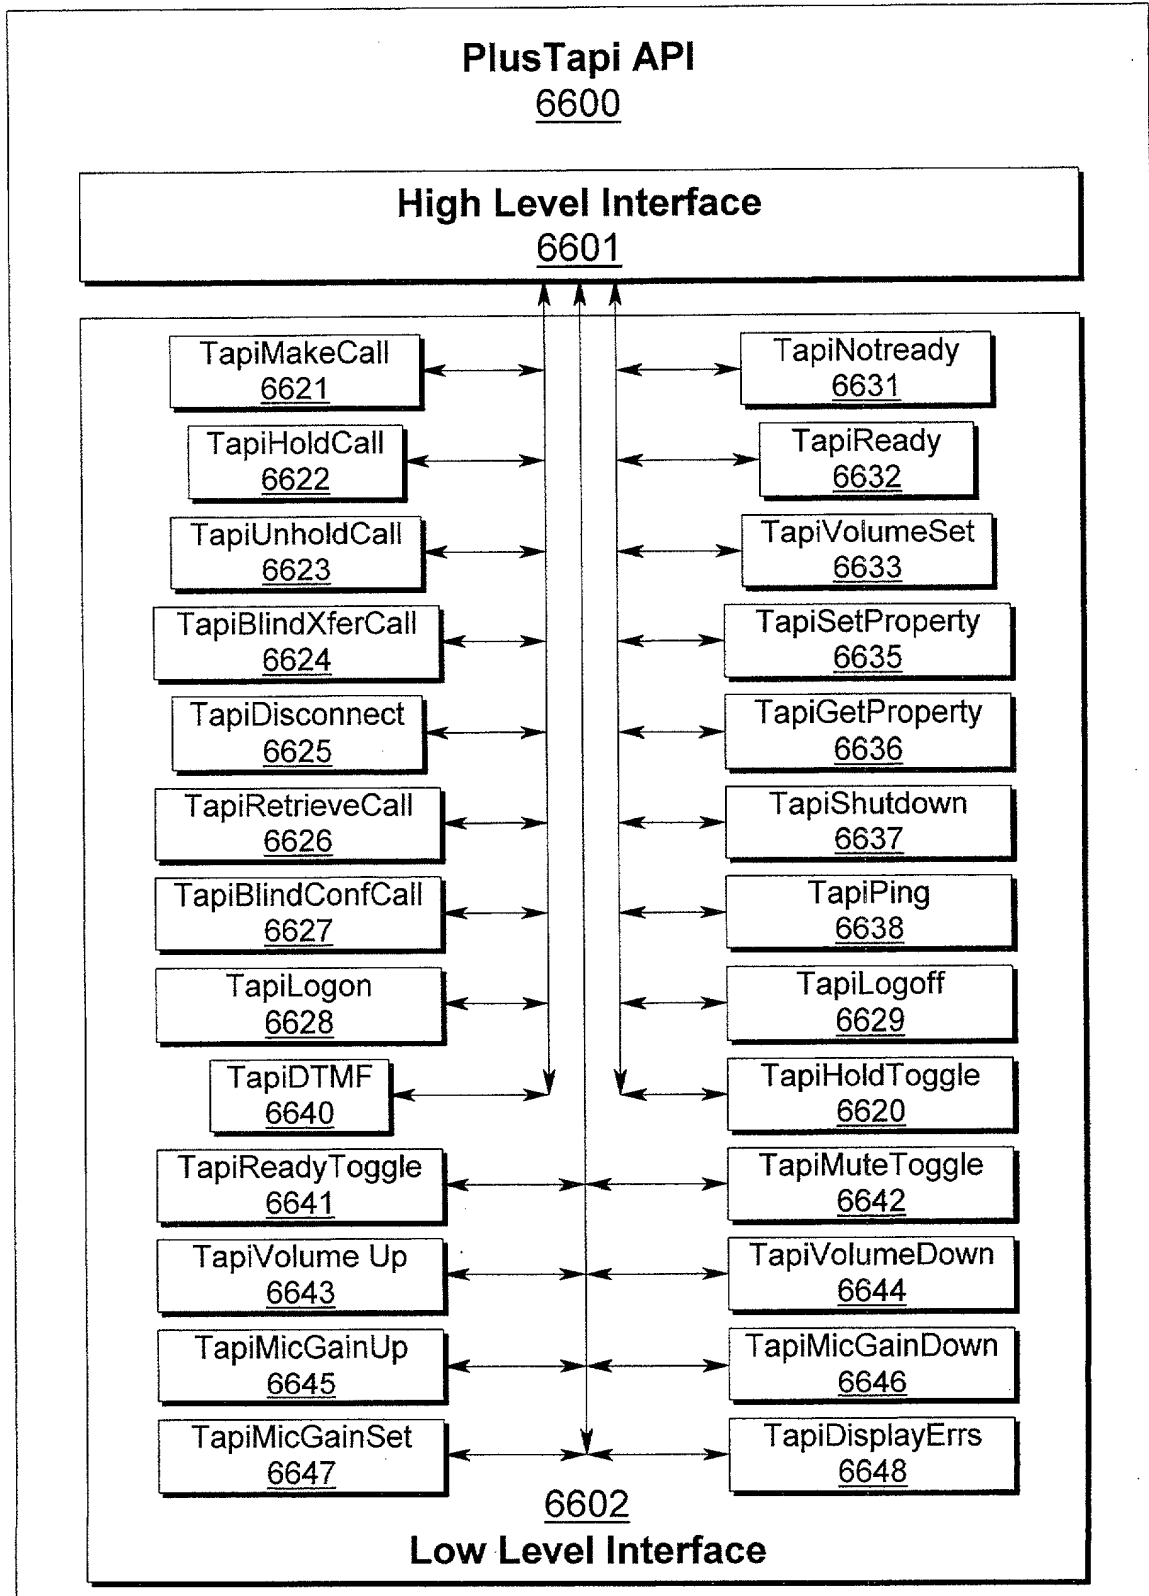 PlusTapi API
6600
High Level Interface
6601
TapiMakeCall
6621
TapiNotready
6631
TapiHoldCall
6622
TapiReady
6632
TapiUnholdCall
6623
TapiVolumeSet
6633
TapiBlindXferCall
6624
TapiSetProperty
6635
TapiDisconnect
6625
TapiGetProperty
6636
TapiRetrieveCall
6626
TapiShutdown
6637
TapiBlindConfCall
6627
TapiPing
6638
TapiLogon
6628
TapiLogoff
6629
TapiDTMF
6640
TapiHoldToggle
6620
TapiReadyToggle
6641
TapiMuteToggle
6642
TapiVolume Up
6643
TapiVolumeDown
6644
TapiMicGainUp
6645
TapiMicGainDown
6646
TapiMicGainSet
6647
TapiDisplayErrs
6648
6602
Low Level Interface